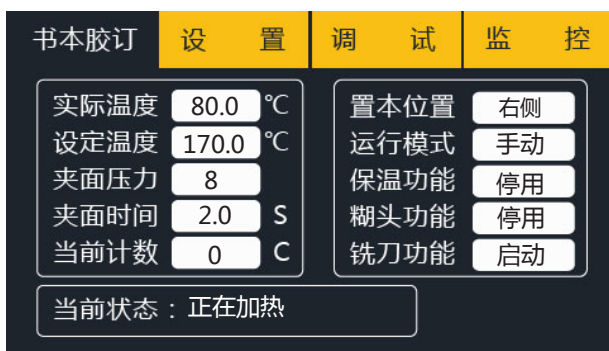 书本胶订 设置 调试 监控
实际温度 80.0 ℃
设定温度 170.0 ℃
夹面压力 8
夹面时间 2.0 S
当前计数 0 C
置本位置 右侧
运行模式 手动
保温功能 停用
糊头功能 停用
铣刀功能 启动
当前状态：正在加热